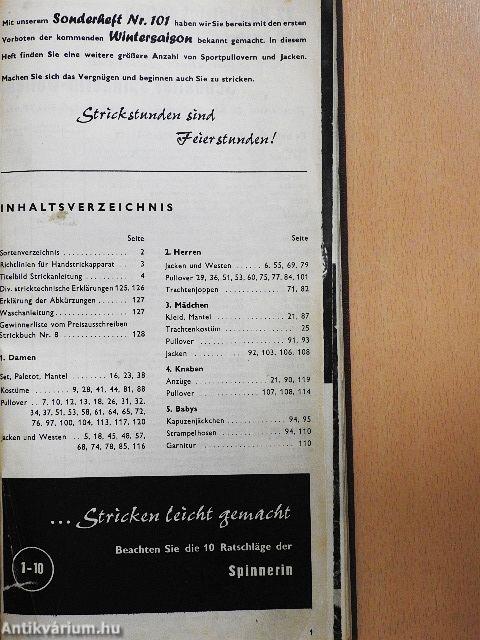 Mit unserem Sonderheft Nr. 101 haben wir Sie bereits mit den ersten
Vorboten der kommenden Wintersaison bekannt gemacht. In diesem
Heft finden Sie eine weitere größere Anzahl von Sportpullovern und Jacken.
Machen Sie sich das Vergnügen und beginnen auch Sie zu stricken.
Strickstunden sind
Feierstunden!
INHALTSVERZEICHNIS
Seite
Sortenverzeichnis . . . . . . . . . . . . . . 2
Richtlinien für Handstrickapparat . . . . 3
Titelbild Strickanleitung . . . . . . . . . . 4
Div. stricktechnische Erklärungen 125, 126
Erklärung der Abkürzungen . . . . . . 127
Waschanleitung . . . . . . . . . . . . . . 127
Gewinnerliste vom Preisausschreiben
Strickbuch Nr. 8 . . . . . . . . . . . . . . 128
1. Damen
Set, Paletot, Mantel . . . . . . . . 16, 23, 38
Kostüme . . . . . . 9, 28, 41, 44, 81, 88
Pullover . . 7, 10, 12, 13, 18, 26, 31, 32,
34, 37, 51, 53, 58, 61, 64, 65, 72,
76, 97, 100, 104, 113, 117, 120
Jacken und Westen . . 5, 18, 45, 48, 57,
68, 74, 78, 85, 116
Seite
2. Herren
Jacken und Westen . . . . . . 6, 55, 69, 79
Pullover 29, 36, 51, 53, 60, 75, 77, 84, 101
Trachtenjoppen . . . . . . . . . . . . 71, 82
3. Mädchen
Kleid, Mantel . . . . . . . . . . . . . . 21, 87
Trachtenkostüm . . . . . . . . . . . . . . 25
Pullover . . . . . . . . . . . . . . . . . . 91, 93
Jacken . . . . . . . . . . 92, 103, 106, 108
4. Knaben
Anzüge . . . . . . . . . . . . . . 21, 90, 119
Pullover . . . . . . . . . . . . 107, 108, 114
5. Babys
Kapuzenjäckchen . . . . . . . . . . . . 94, 95
Strampelhosen . . . . . . . . . . . . 94, 110
Garnitur . . . . . . . . . . . . . . . . . . 110
... Stricken leicht gemacht
Beachten Sie die 10 Ratschläge der
1-10
Spinnerin
1
Antikvárium.hu